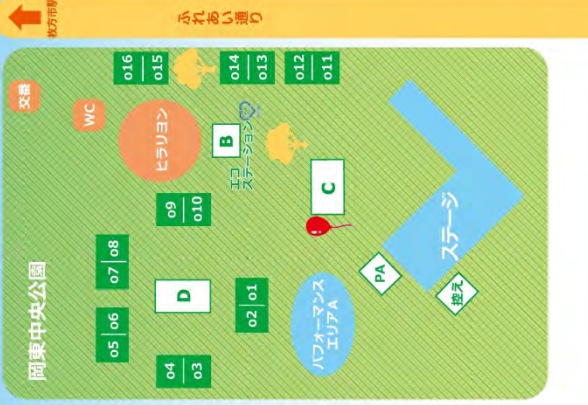 枚方市駅
ふれあい通り
岡東中央公園
交番
WC
o16
o15
o14
o13
o12
o11
ヒラリヨン
B
エコ
ステーション
o9
o10
C
o7 o8
o5 o6
D
o2 o1
o4
o3
パフォーマンス
エリアA
ステージ
PA
控え